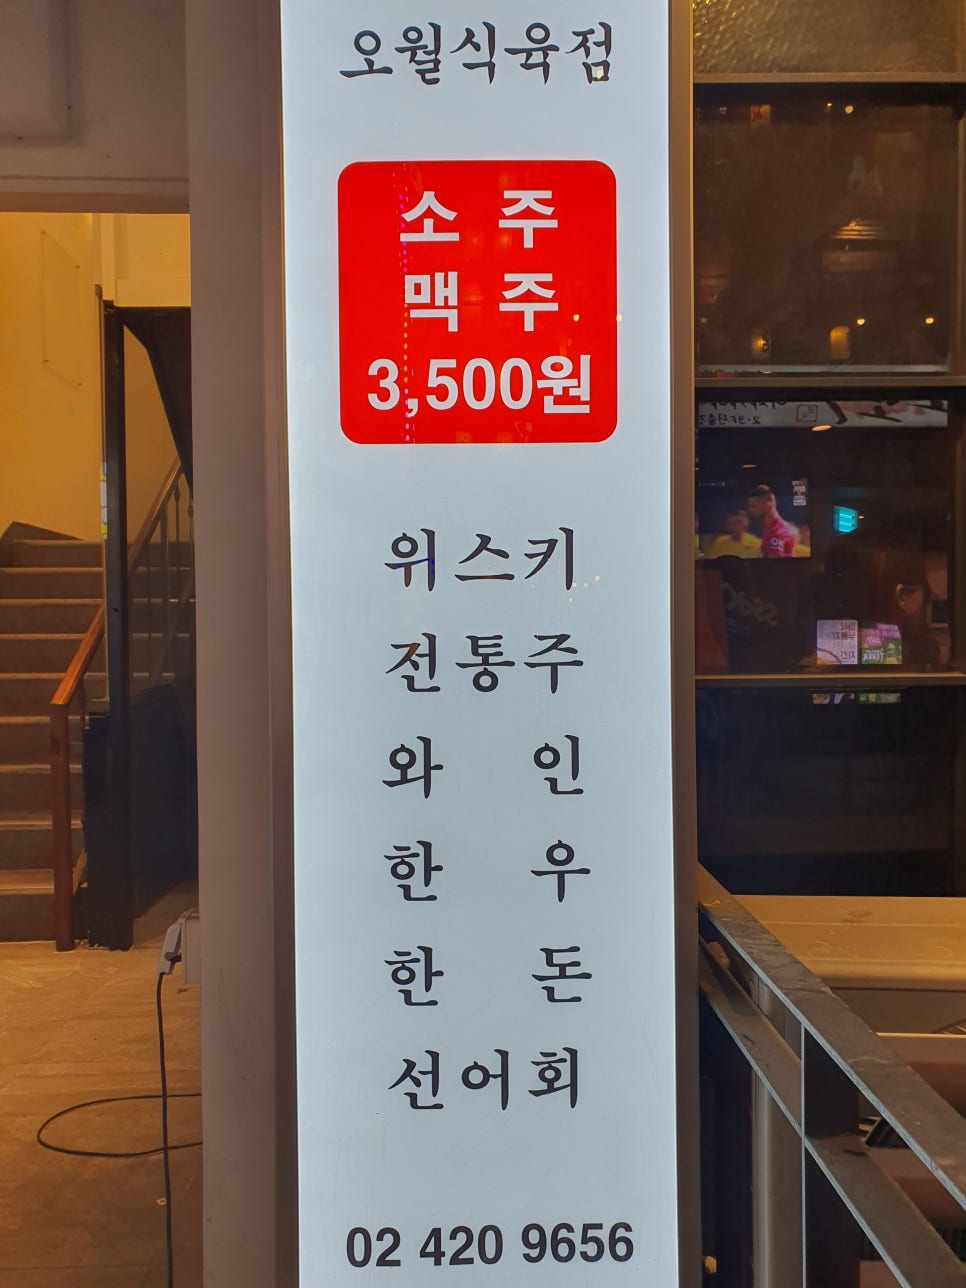 오월식육점
소 주
맥 주
3,500원
위스키
전통주
와 인
한 우
한 돈
선어회
02 420 9656